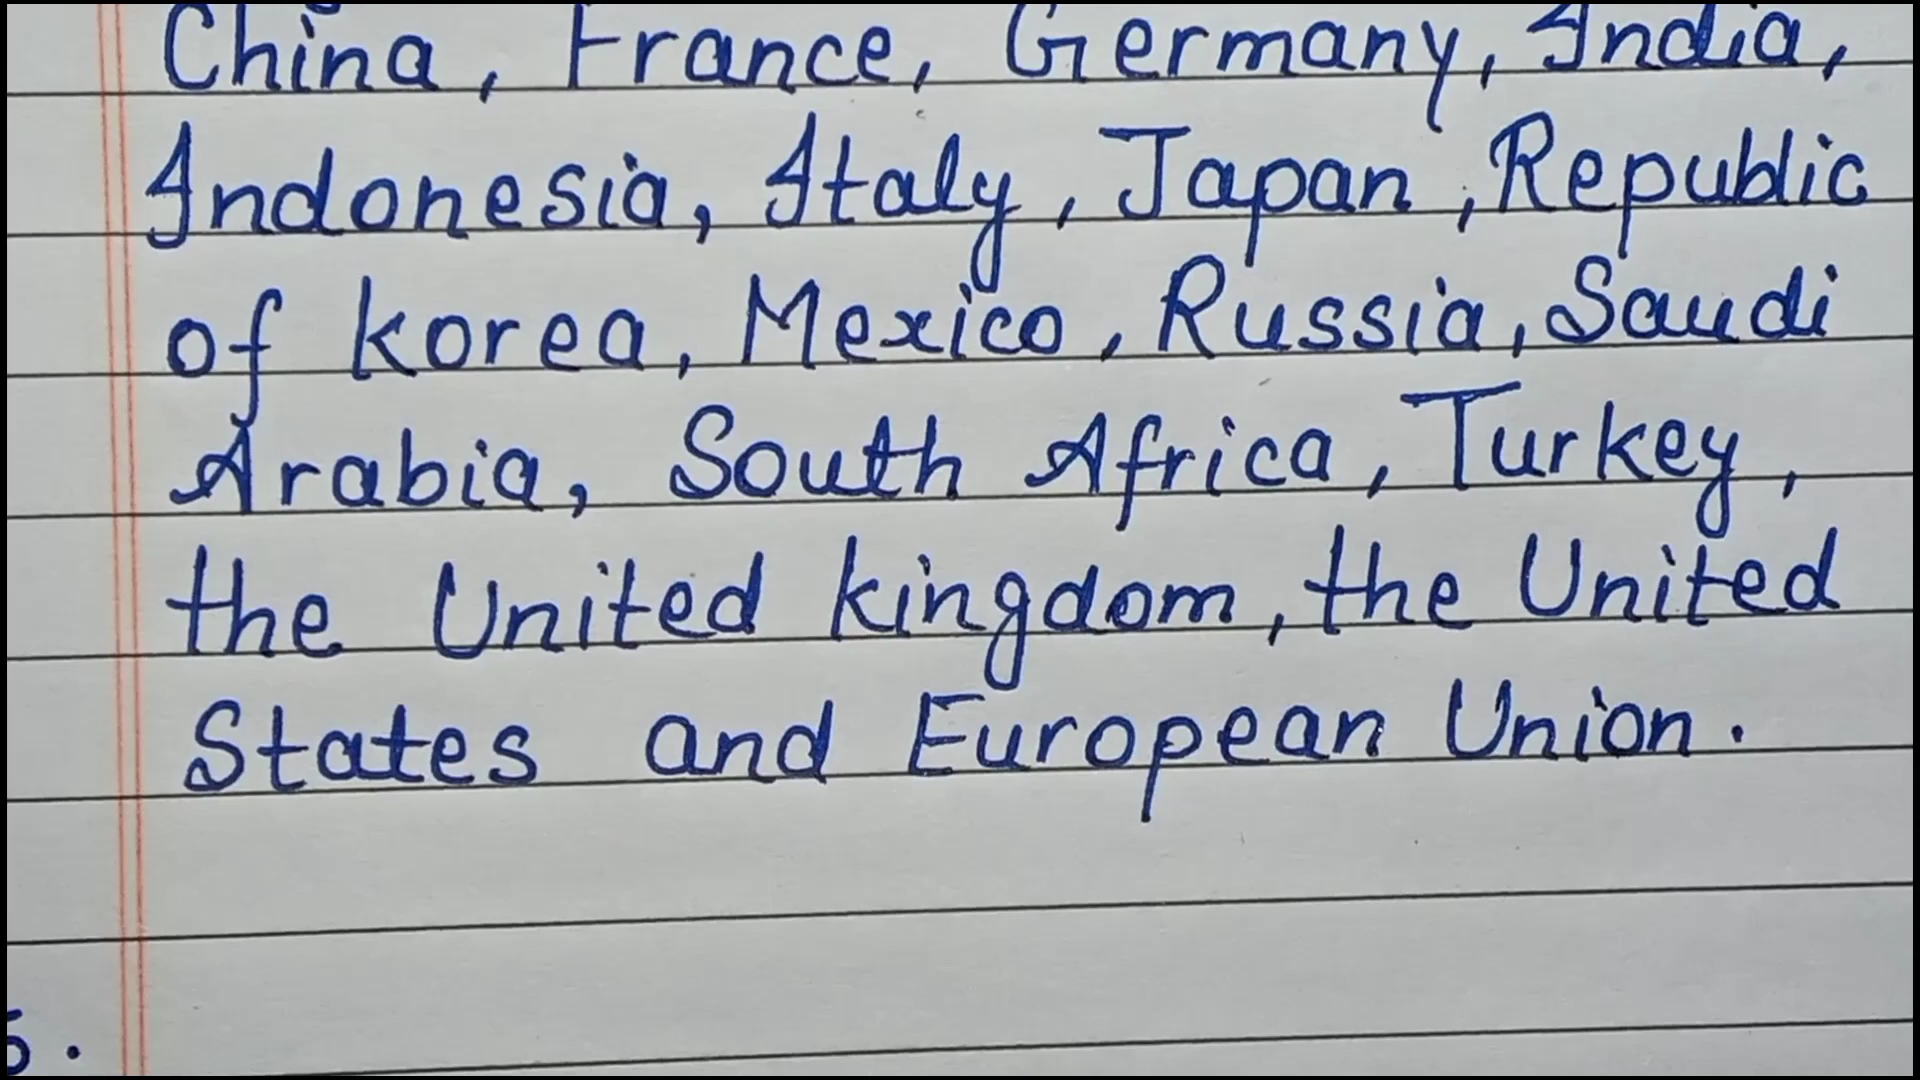 China, France, Germany, India,
Indonesia, Italy, Japan, Republic
of korea, Mexico, Russia, Saudi
Arabia, South Africa, Turkey,
the United kingdom, the United
States and European Union.
5.